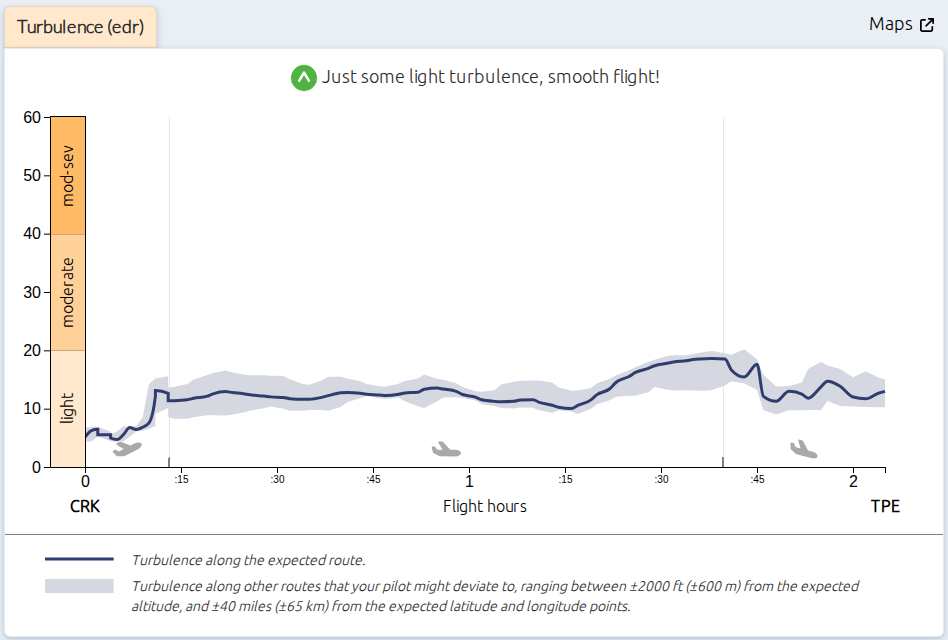 Turbulence (edr)
Maps
Just some light turbulence, smooth flight!
60
50
40
30
20
10
0
mod-sev
moderate
light
0 :15 :30 :45 1 :15 :30 :45 2
CRK Flight hours TPE
Turbulence along the expected route.
Turbulence along other routes that your pilot might deviate to, ranging between ±2000 ft (±600 m) from the expected
altitude, and ±40 miles (±65 km) from the expected latitude and longitude points.